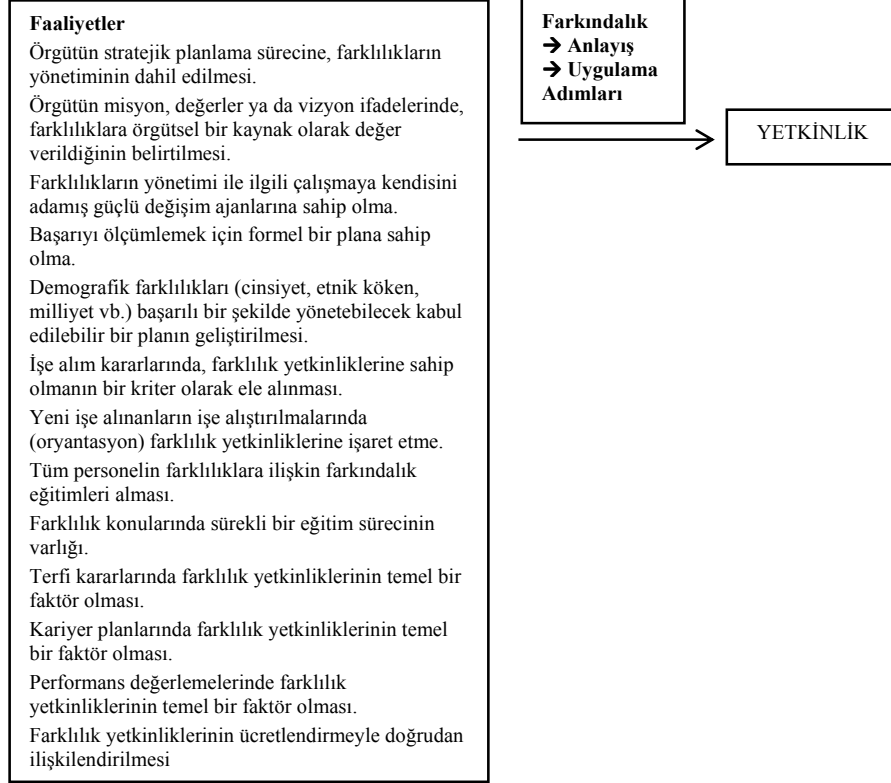 Faaliyetler
Örgütün stratejik planlama sürecine, farklılıkların
yönetiminin dahil edilmesi.
Örgütün misyon, değerler ya da vizyon ifadelerinde,
farklılıklara örgütsel bir kaynak olarak değer
verildiğinin belirtilmesi.
Farklılıkların yönetimi ile ilgili çalışmaya kendisini
adamış güçlü değişim ajanlarına sahip olma.
Başarıyı ölçümlemek için formel bir plana sahip
olma.
Demografik farklılıkları (cinsiyet, etnik köken,
milliyet vb.) başarılı bir şekilde yönetebilecek kabul
edilebilir bir planın geliştirilmesi.
İşe alım kararlarında, farklılık yetkinliklerine sahip
olmanın bir kriter olarak ele alınması.
Yeni işe alınanların işe alıştırılmalarında
(oryantasyon) farklılık yetkinliklerine işaret etme.
Tüm personelin farklılıklara ilişkin farkındalık
eğitimleri alması.
Farklılık konularında sürekli bir eğitim sürecinin
varlığı.
Terfi kararlarında farklılık yetkinliklerinin temel bir
faktör olması.
Kariyer planlarında farklılık yetkinliklerinin temel
bir faktör olması.
Performans değerlemelerinde farklılık
yetkinliklerinin temel bir faktör olması.
Farklılık yetkinliklerinin ücretlendirmeyle doğrudan
ilişkilendirilmesi
Farkındalık
→ Anlayış
→ Uygulama
Adımları
YETKİNLİK